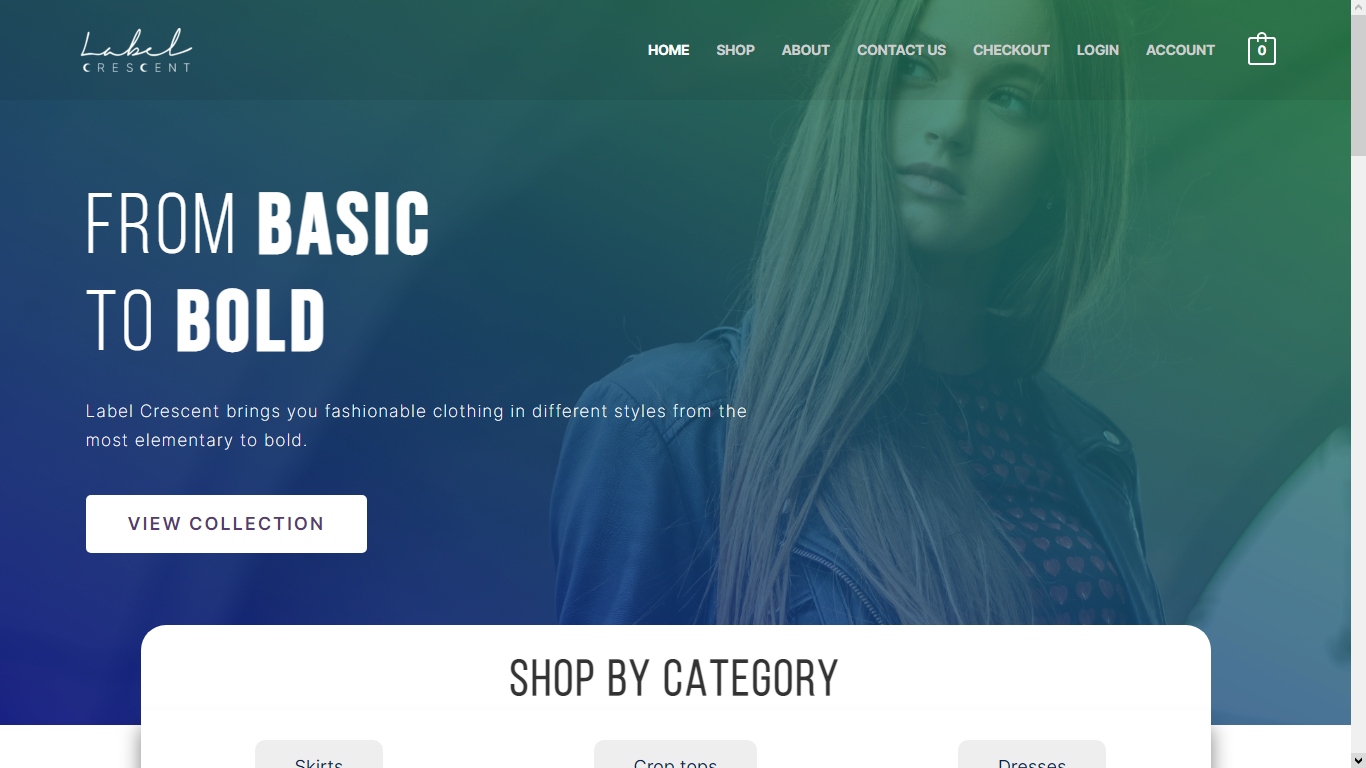 Label
CRESCENT
HOME SHOP ABOUT CONTACT US CHECKOUT LOGIN ACCOUNT 0
FROM BASIC
TO BOLD
Label Crescent brings you fashionable clothing in different styles from the
most elementary to bold.
VIEW COLLECTION
SHOP BY CATEGORY
Skirts Crop tops Dresses